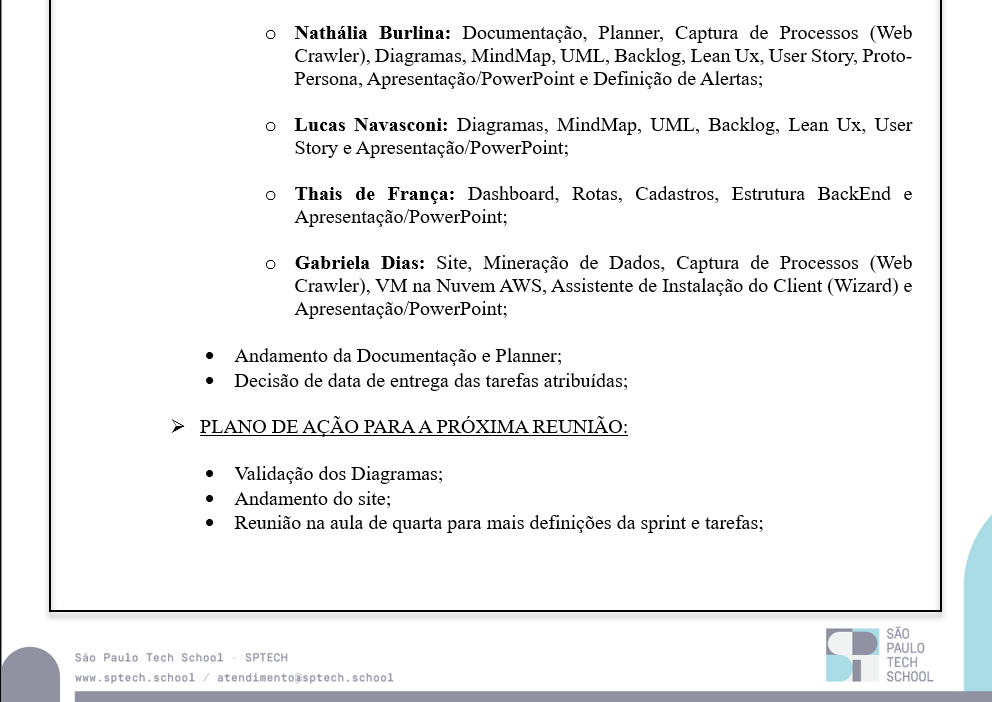 o Nathália Burlina: Documentação, Planner, Captura de Processos (Web
Crawler), Diagramas, MindMap, UML, Backlog, Lean Ux, User Story, Proto-
Persona, Apresentação/PowerPoint e Definição de Alertas;
o Lucas Navasconi: Diagramas, MindMap, UML, Backlog, Lean Ux, User
Story e Apresentação/PowerPoint;
o Thais de França: Dashboard, Rotas, Cadastros, Estrutura BackEnd e
Apresentação/PowerPoint;
o Gabriela Dias: Site, Mineração de Dados, Captura de Processos (Web
Crawler), VM na Nuvem AWS, Assistente de Instalação do Client (Wizard) e
Apresentação/PowerPoint;
• Andamento da Documentação e Planner;
• Decisão de data de entrega das tarefas atribuídas;
➢ PLANO DE AÇÃO PARA A PRÓXIMA REUNIÃO:
• Validação dos Diagramas;
• Andamento do site;
• Reunião na aula de quarta para mais definições da sprint e tarefas;
São Paulo Tech School - SPTECH
www.sptech.school / atendimento@sptech.school
SÃO
PAULO
TECH
SCHOOL